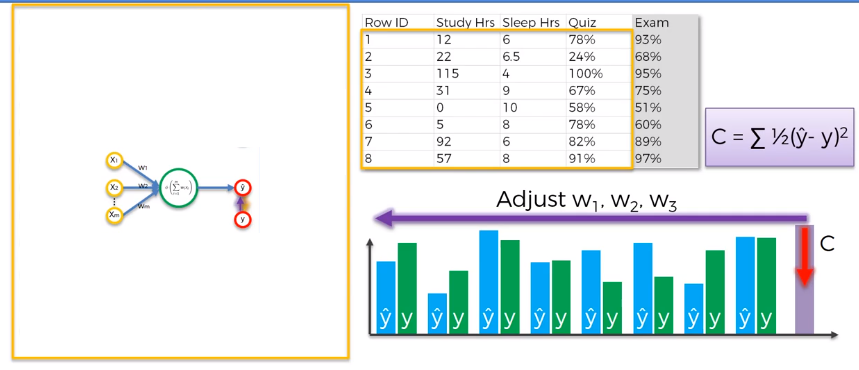 Row ID Study Hrs Sleep Hrs Quiz Exam
1 12 6 78% 93%
2 22 6.5 24% 68%
3 115 4 100% 95%
4 31 9 67% 75%
5 0 10 58% 51%
6 5 8 78% 60%
7 92 6 82% 89%
8 57 8 91% 97%
C = ∑ ½(ŷ- y)²
X₁
w₁
X₂
w₂
Xₘ
wₘ
ŷ
y
Adjust w₁, w₂, w₃
C
ŷ y ŷ y ŷ y ŷ y ŷ y ŷ y ŷ y ŷ y